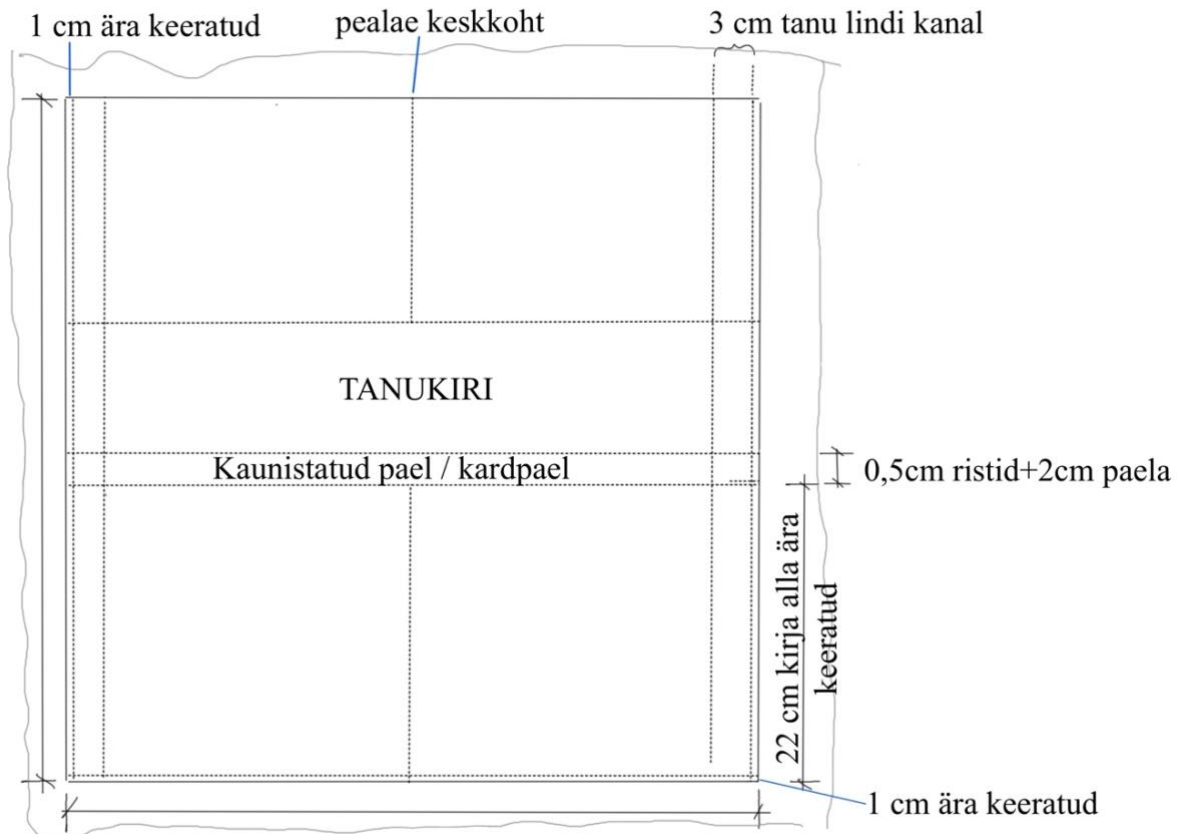 1 cm ära keeratud
pealae keskkoht
3 cm tanu lindi kanal
TANUKIRI
Kaunistatud pael / kardpael
0,5cm ristid+2cm paela
22 cm kirja alla ära
keeratud
1 cm ära keeratud